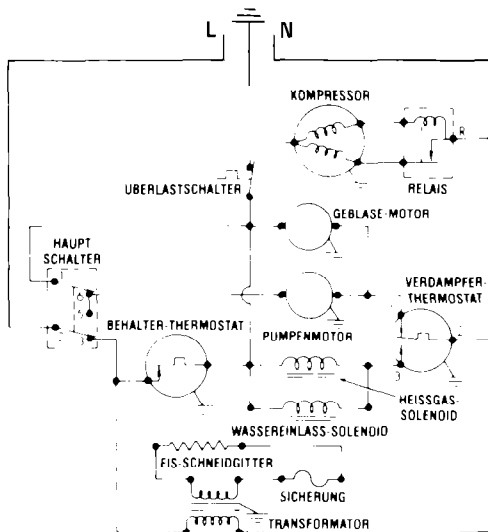 L N
KOMPRESSOR
R
RELAIS
UBERLASTSCHALTER
GEBLASE-MOTOR
HAUPT
SCHALTER
VERDAMPFER-
THERMOSTAT
BEHALTER-THERMOSTAT
PUMPENMOTOR
3
HEISSGAS-
SOLENOID
WASSEREINLASS-SOLENOID
EIS-SCHNEIDGITTER
SICHERUNG
TRANSFORMATOR